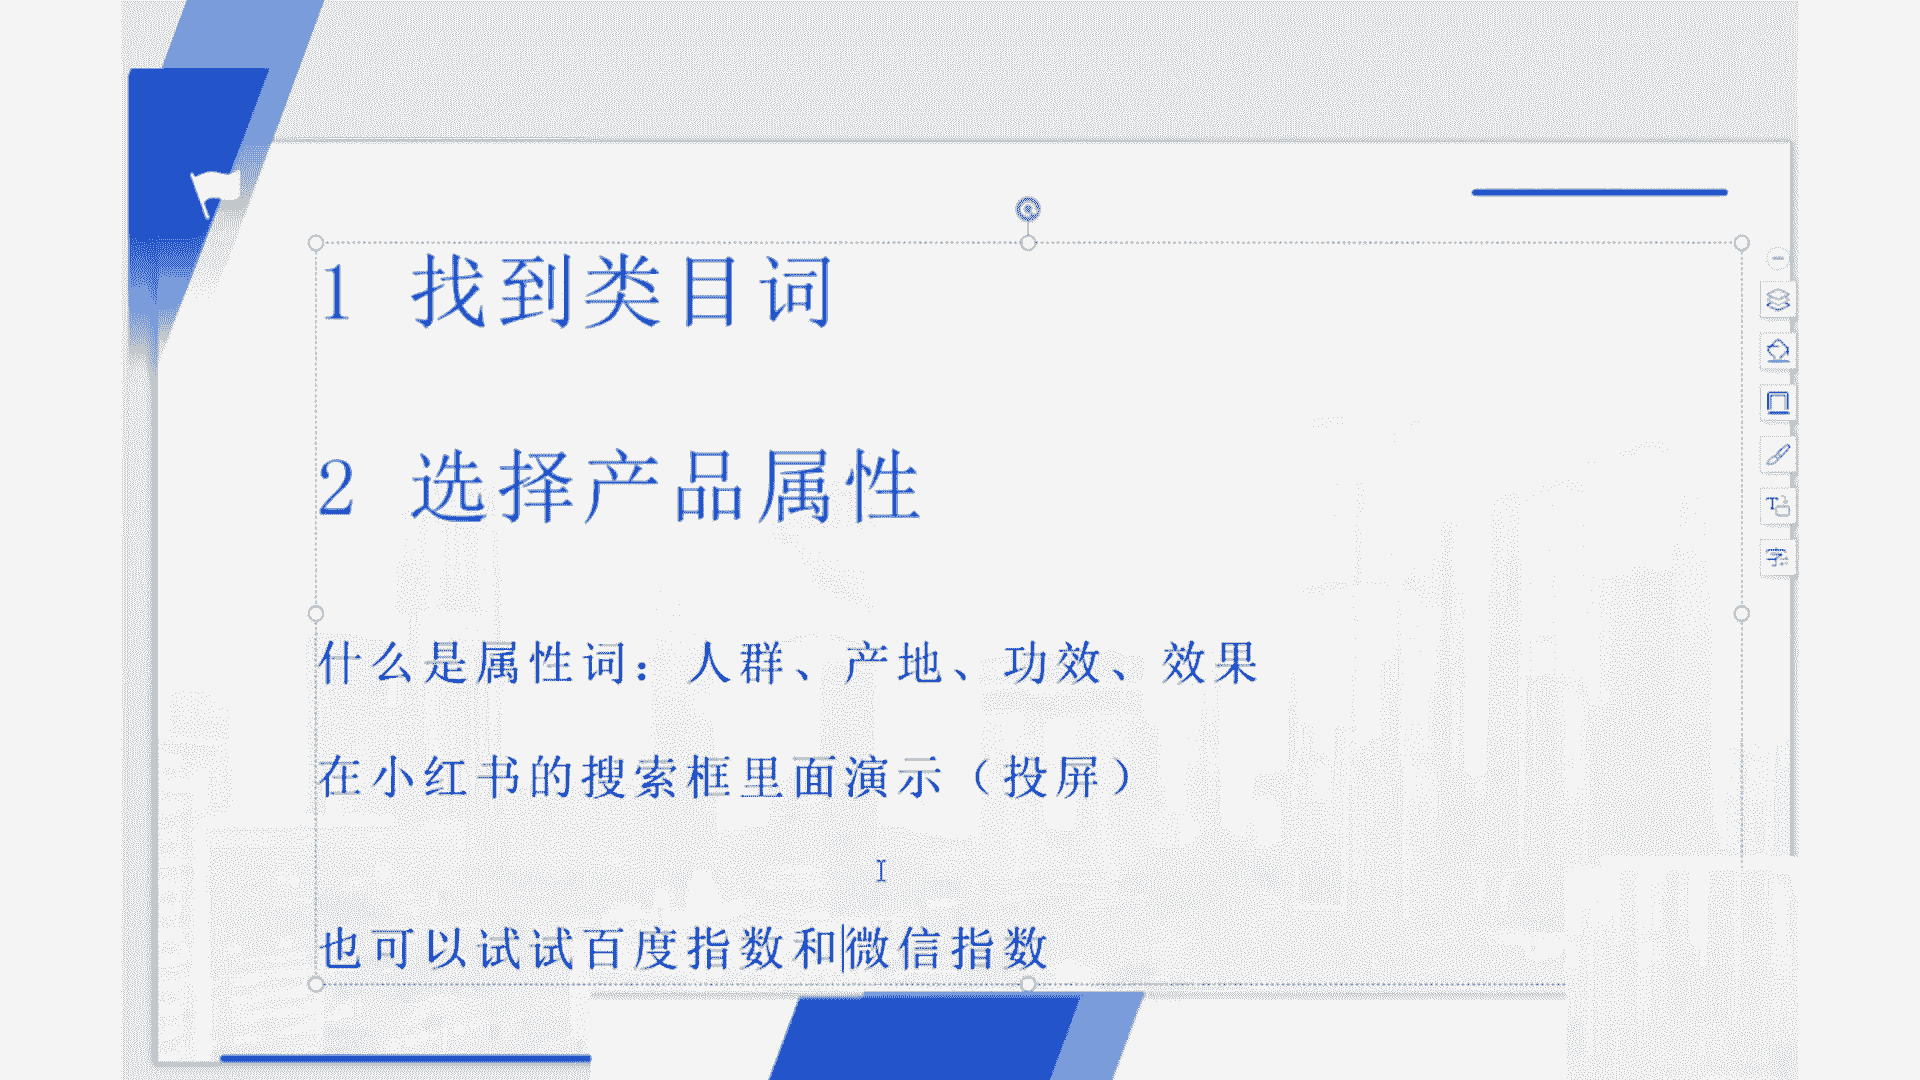 1 找到类目词
2 选择产品属性
什么是属性词：人群、产地、功效、效果
在小红书的搜索框里面演示（投屏）
也可以试试百度指数和微信指数